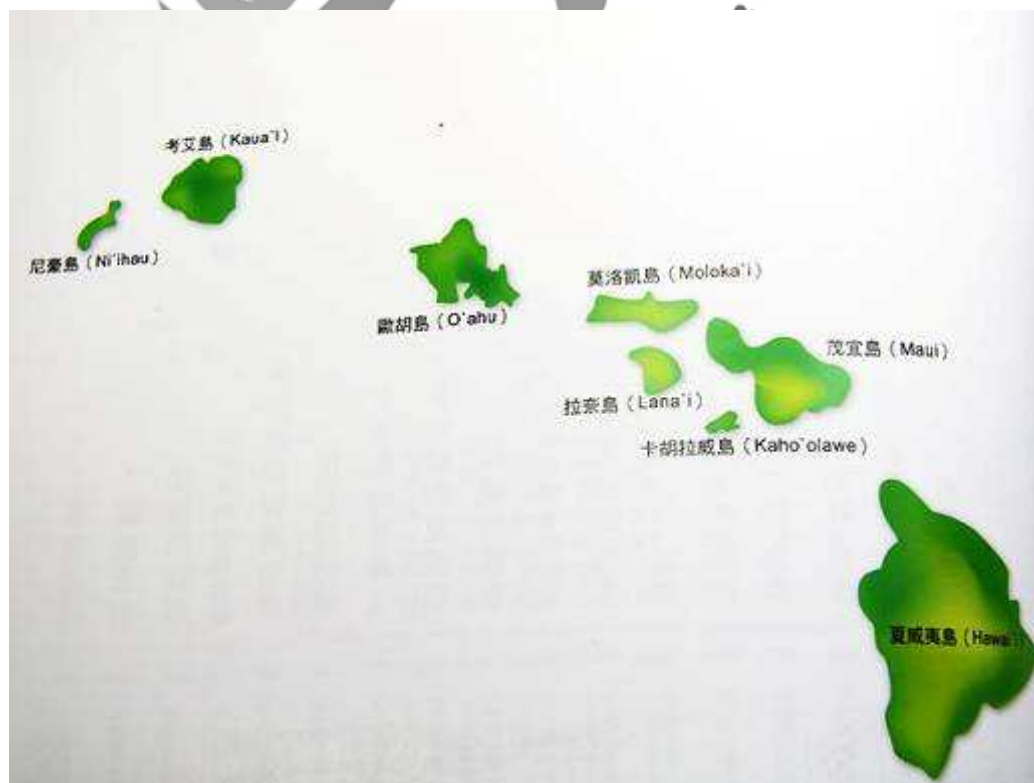 考艾島(Kaua`I)
尼豪島(Ni`ihau)
歐胡島(O`ahu)
莫洛凱島(Moloka`i)
茂宜島(Maui)
拉奈島(Lana`i)
卡胡拉威島(Kaho`olawe)
夏威夷島(Hawai`i)